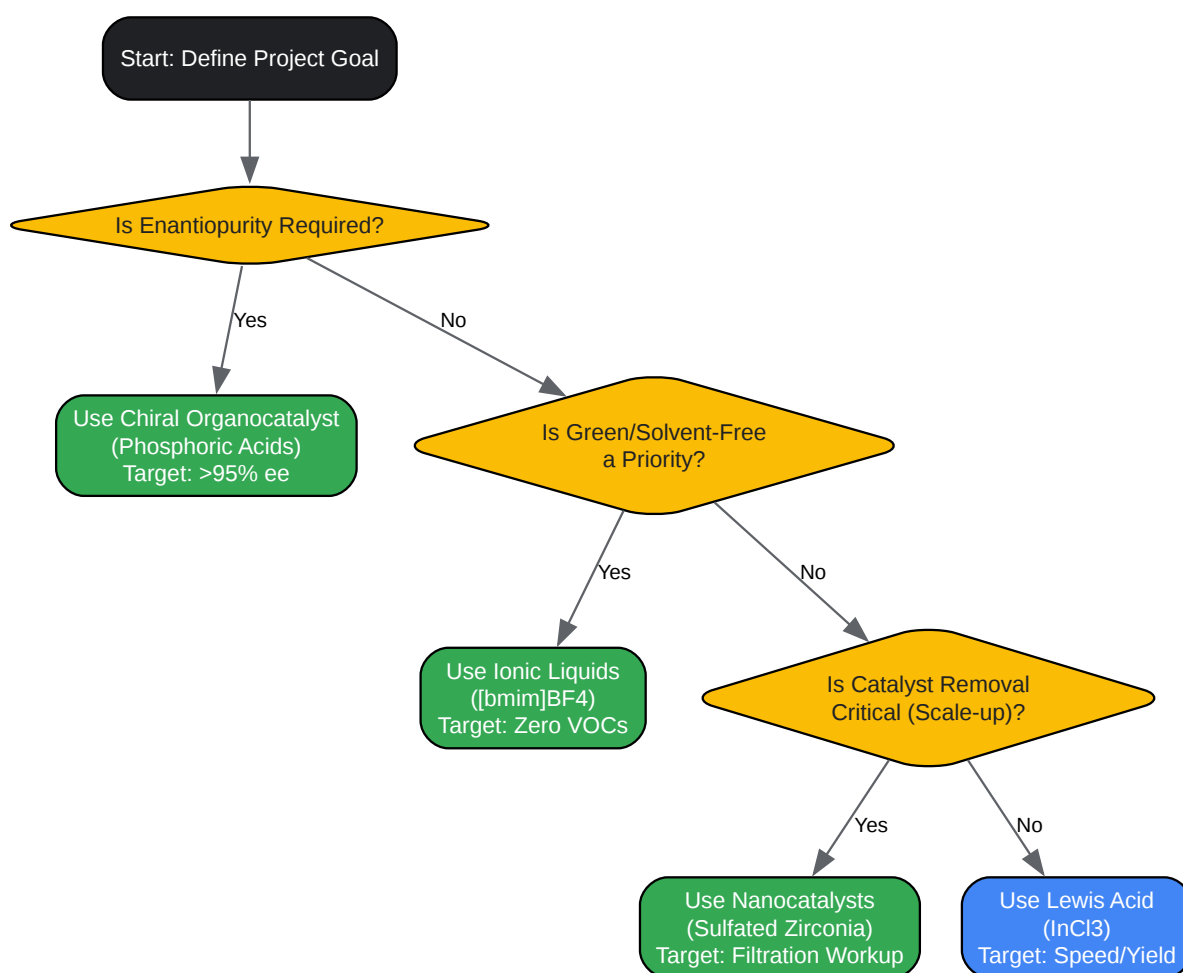 Start: Define Project Goal
Is Enantiopurity Required?
Yes
No
Use Chiral Organocatalyst
(Phosphoric Acids)
Target: >95% ee
Is Green/Solvent-Free
a Priority?
Yes
No
Use Ionic Liquids
([bmim]BF4)
Target: Zero VOCs
Is Catalyst Removal
Critical (Scale-up)?
Yes
No
Use Nanocatalysts
(Sulfated Zirconia)
Target: Filtration Workup
Use Lewis Acid
(InCl3)
Target: Speed/Yield